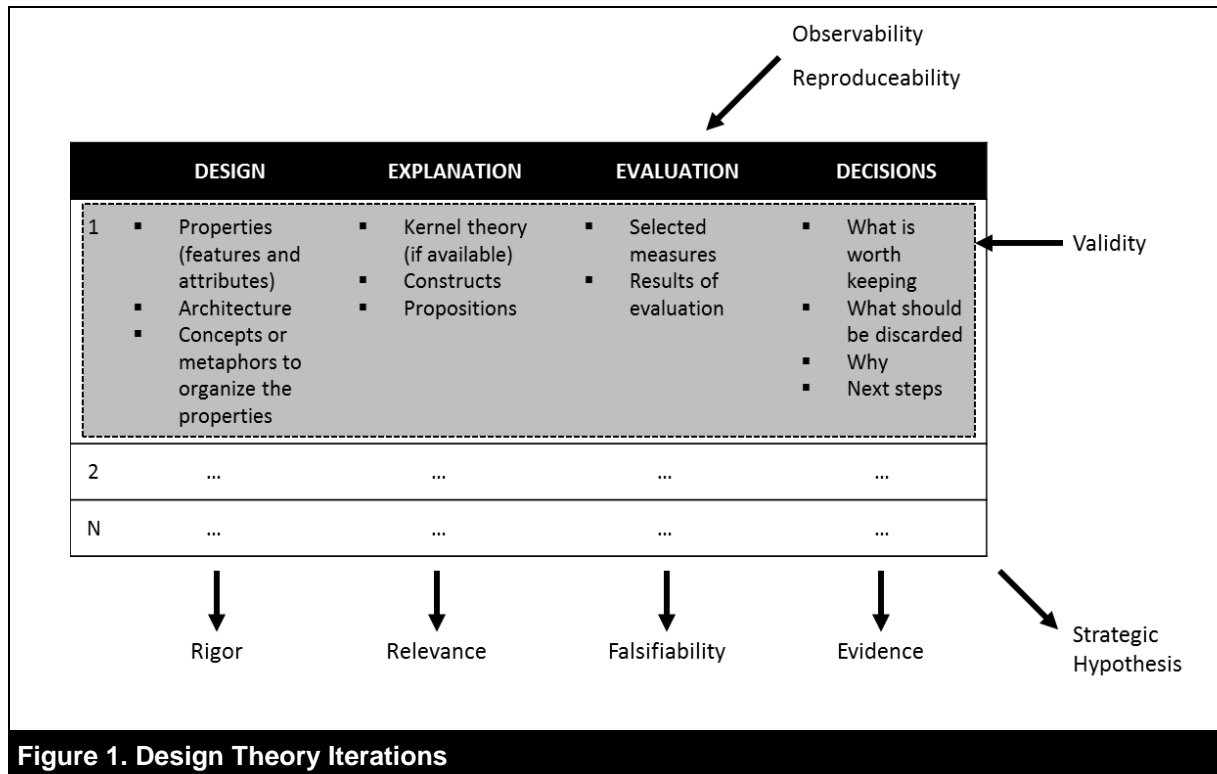 Observability
Reproduceability
DESIGN EXPLANATION EVALUATION DECISIONS
1
▪ Properties
(features and
attributes)
▪ Architecture
▪ Concepts or
metaphors to
organize the
properties
▪ Kernel theory
(if available)
▪ Constructs
▪ Propositions
▪ Selected
measures
▪ Results of
evaluation
▪ What is
worth
keeping
▪ What should
be discarded
▪ Why
▪ Next steps
Validity
2 ... ... ... ...
N ... ... ... ...
Rigor Relevance Falsifiability Evidence
Strategic
Hypothesis
Figure 1. Design Theory Iterations